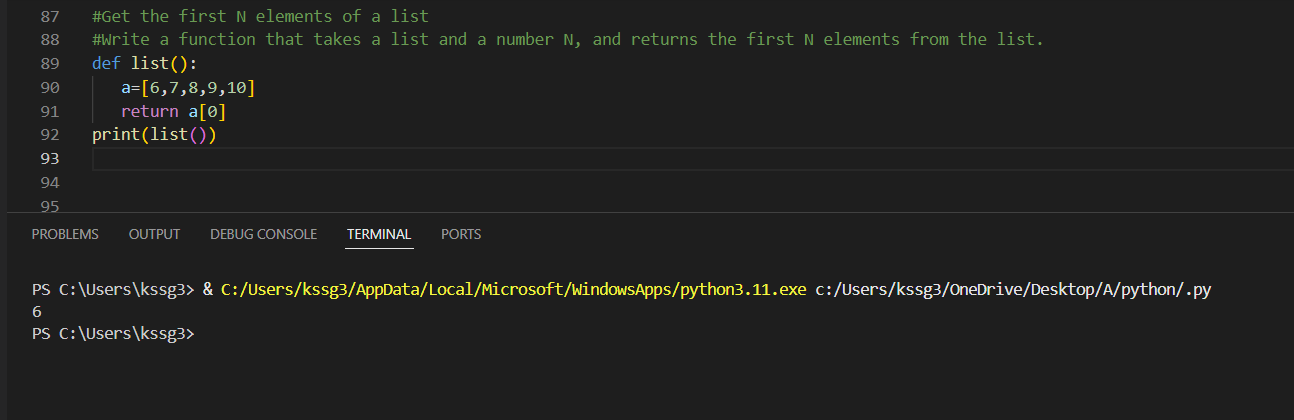 87 #Get the first N elements of a list
88 #Write a function that takes a list and a number N, and returns the first N elements from the list.
89 def list():
90 a=[6,7,8,9,10]
91 return a[0]
92 print(list())
93
94
95
PROBLEMS OUTPUT DEBUG CONSOLE TERMINAL PORTS
PS C:\Users\kssg3> & C:/Users/kssg3/AppData/Local/Microsoft/WindowsApps/python3.11.exe c:/Users/kssg3/OneDrive/Desktop/A/python/.py
6
PS C:\Users\kssg3>